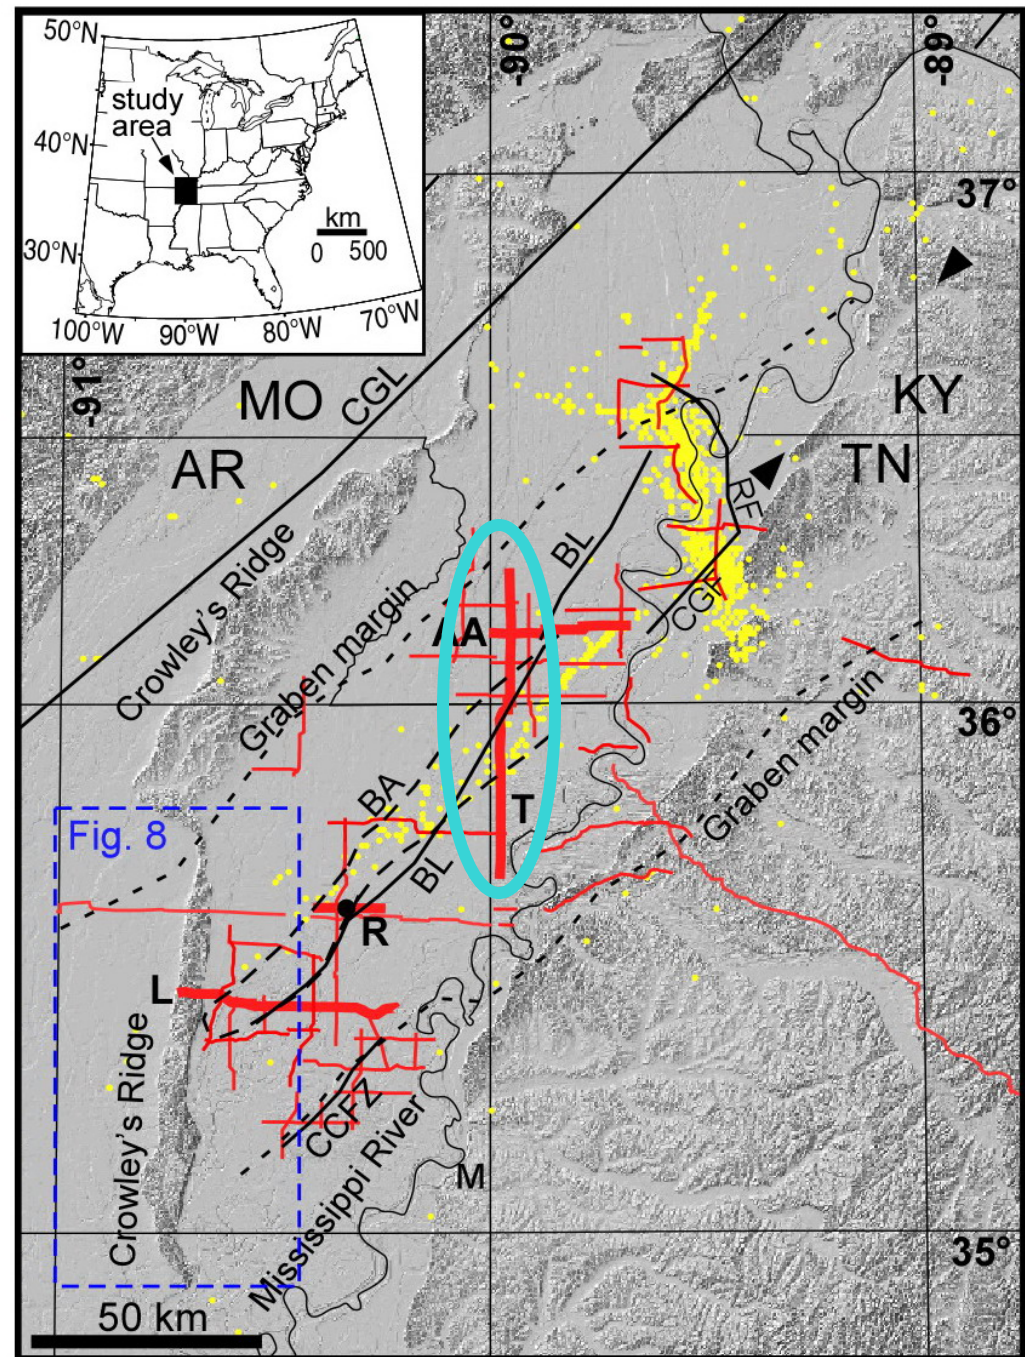 50°N
40°N
30°N
100°W
90°W
80°W
70°W
study
area
km
0 500
-90°
-89°
37°
-91°
MO
CGL
KY
AR
TN
RF
BL
Crowley's Ridge
AA
CGF
Graben margin
36°
Graben margin
BA
T
Fig. 8
BL
R
L
Crowley's Ridge
CCFZ
Mississippi River
M
35°
50 km